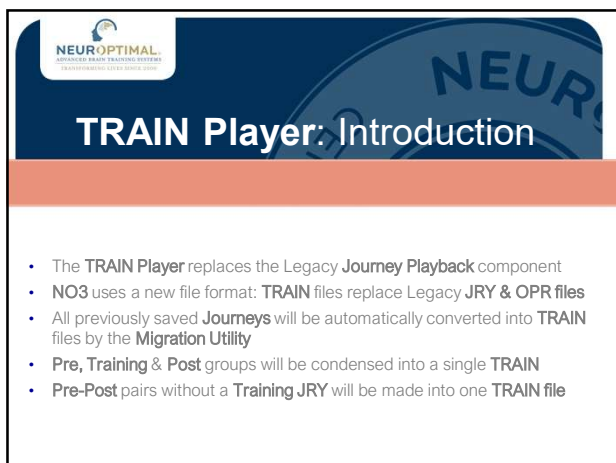 NEUROPTIMAL®
ADVANCED BRAIN TRAINING SYSTEMS
TRANSFORMING LIVES SINCE 2000
NEURO
CE
TRAIN Player: Introduction
• The TRAIN Player replaces the Legacy Journey Playback component
• NO3 uses a new file format: TRAIN files replace Legacy JRY & OPR files
• All previously saved Journeys will be automatically converted into TRAIN
files by the Migration Utility
• Pre, Training & Post groups will be condensed into a single TRAIN
• Pre-Post pairs without a Training JRY will be made into one TRAIN file